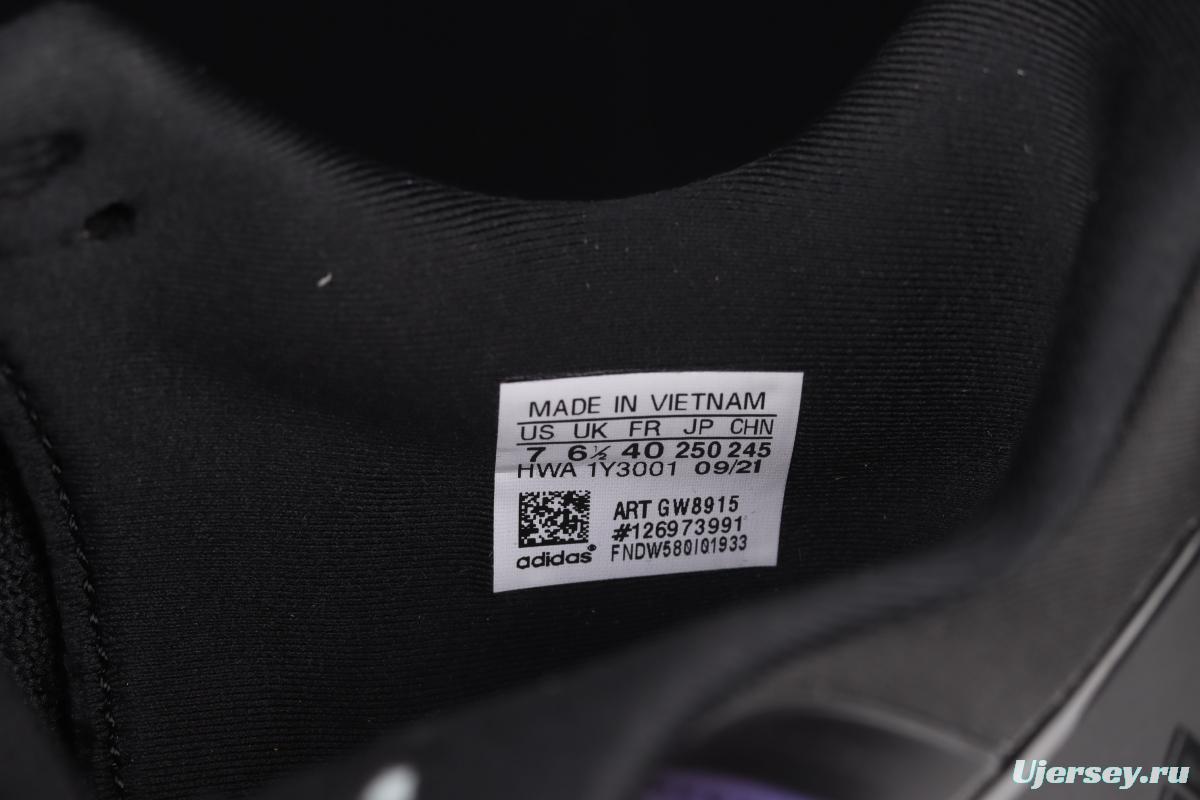 MADE IN VIETNAM
US UK FR JP CHN
7 6½ 40 250 245
HWA 1Y3001 09/21
ART GW8915
#126973991
adidas® FNDW580I01933
Ujersey.ru